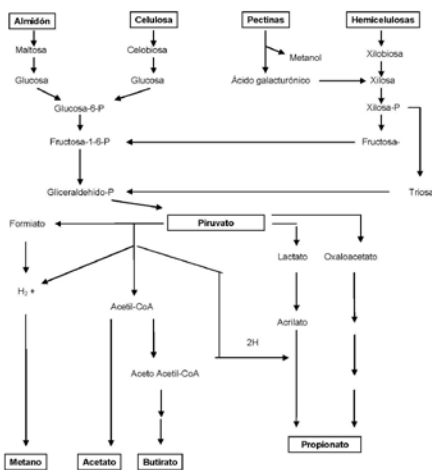 Almidón Celulosa Pectinas Hemicelulosas
Maltosa Celobiosa Metanol Xilobiosa
Glucosa Glucosa Ácido galacturónico Xilosa
Glucosa-6-P Xilosa-P
Fructosa-1-6-P Fructosa-
Gliceraldehido-P Triosa
Formiato Piruvato
Lactato Oxaloacetato
H₂ +
Acetil-CoA
Acrilato
2H
Aceto Acetil-CoA
Propionato
Metano Acetato Butirato